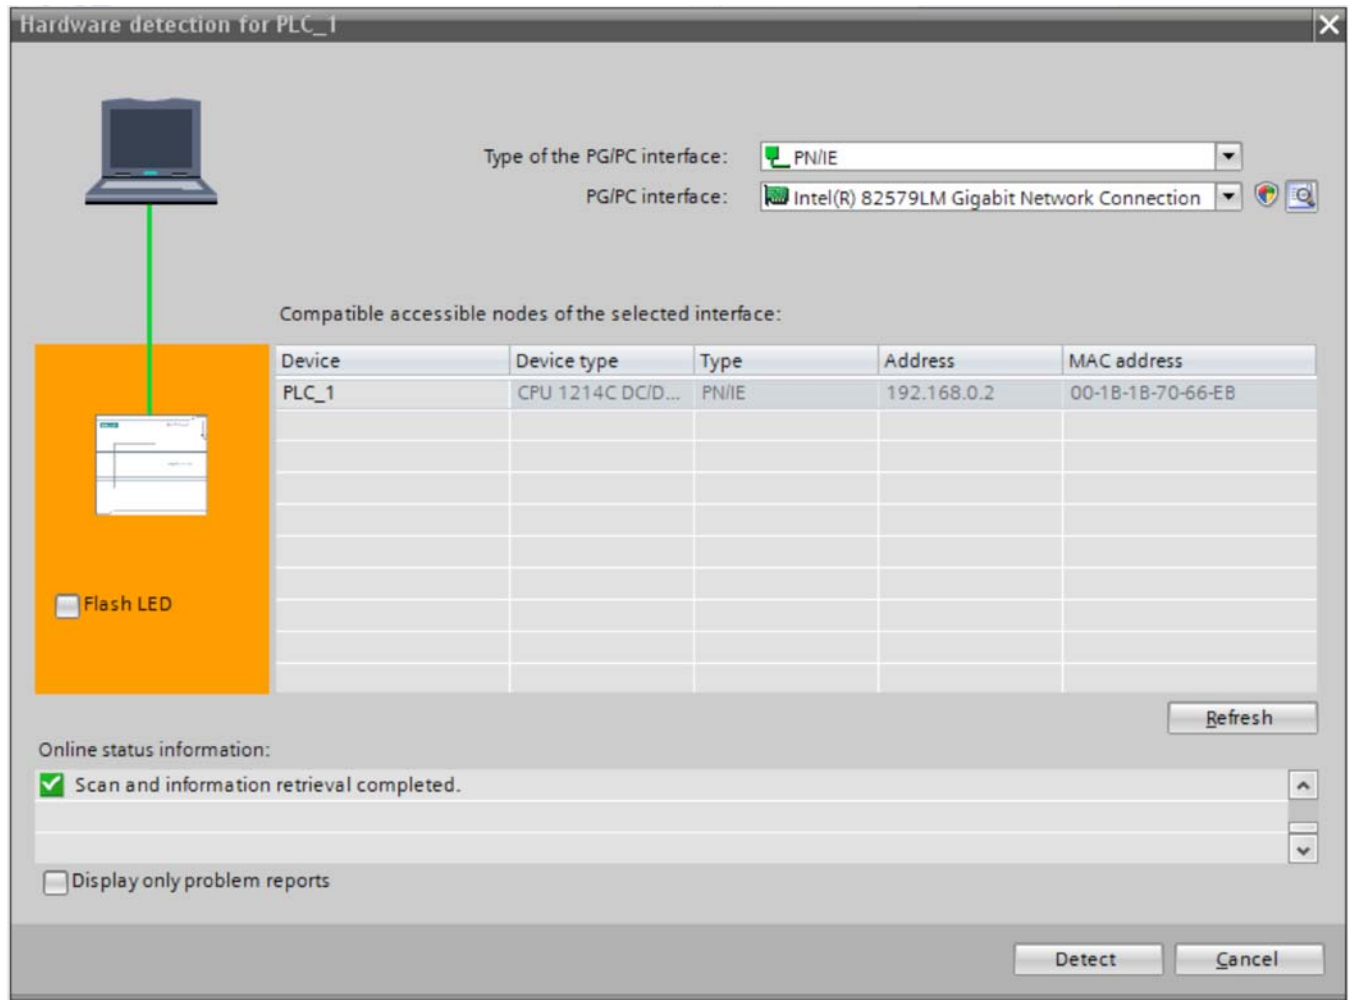 Hardware detection for PLC_1
Type of the PG/PC interface: PN/IE
PG/PC interface: Intel(R) 82579LM Gigabit Network Connection
Compatible accessible nodes of the selected interface:
Device Device type Type Address MAC address
PLC_1 CPU 1214C DC/D... PN/IE 192.168.0.2 00-1B-1B-70-66-EB
Flash LED
Refresh
Online status information:
Scan and information retrieval completed.
Display only problem reports
Detect Cancel